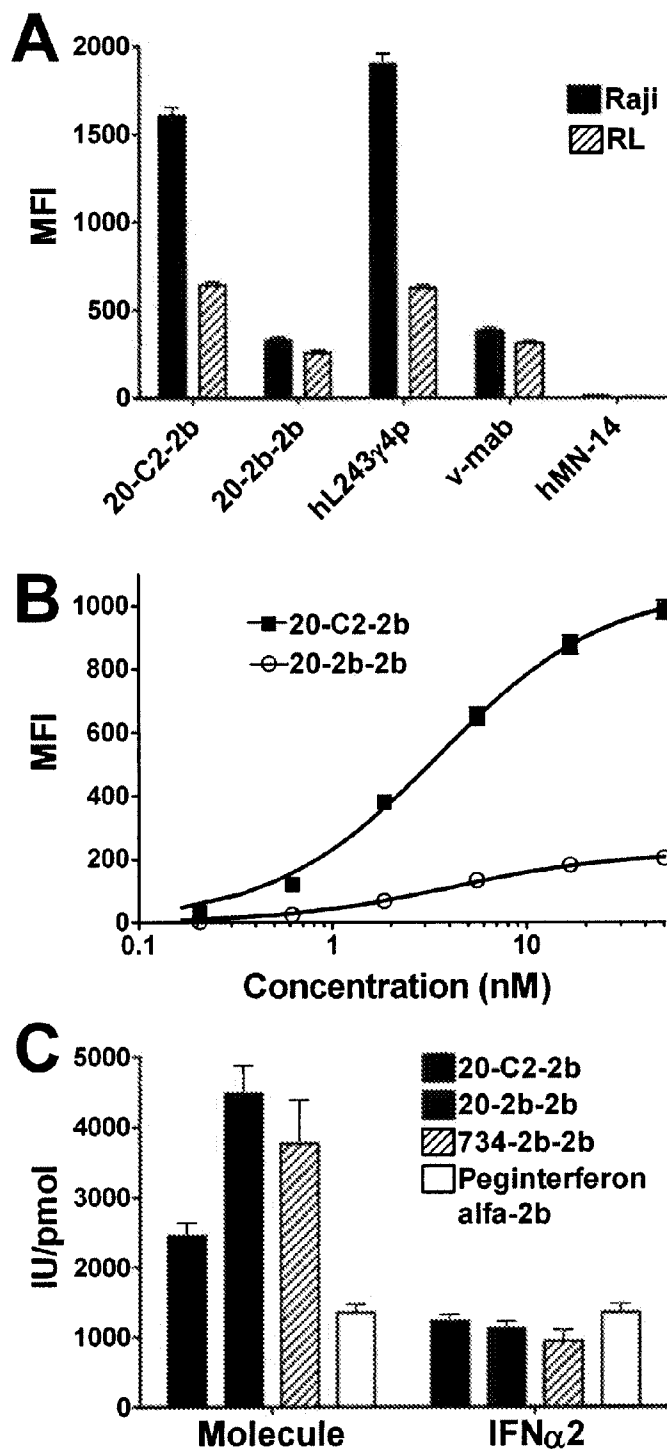 A
2000
1500
1000
500
0
MFI
Raji
RL
20-C2-2b
20-2b-2b
hL243γ4p
v-mab
hMN-14
B
1000
800
600
400
200
0
MFI
20-C2-2b
20-2b-2b
0.1 1 10
Concentration (nM)
C
5000
4000
3000
2000
1000
0
IU/pmol
20-C2-2b
20-2b-2b
734-2b-2b
Peginterferon
alfa-2b
Molecule IFNα2